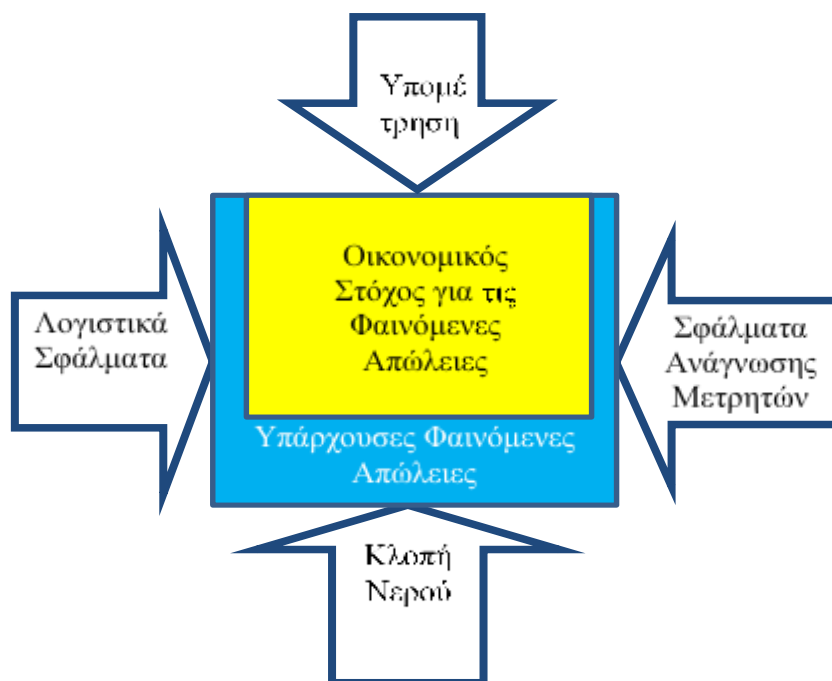 Υπομέ
τρηση
Οικονομικός
Στόχος για τις
Φαινόμενες
Απώλειες
Λογιστικά
Σφάλματα
Σφάλματα
Ανάγνωσης
Μετρητών
Υπάρχουσες Φαινόμενες
Απώλειες
Κλοπή
Νερού